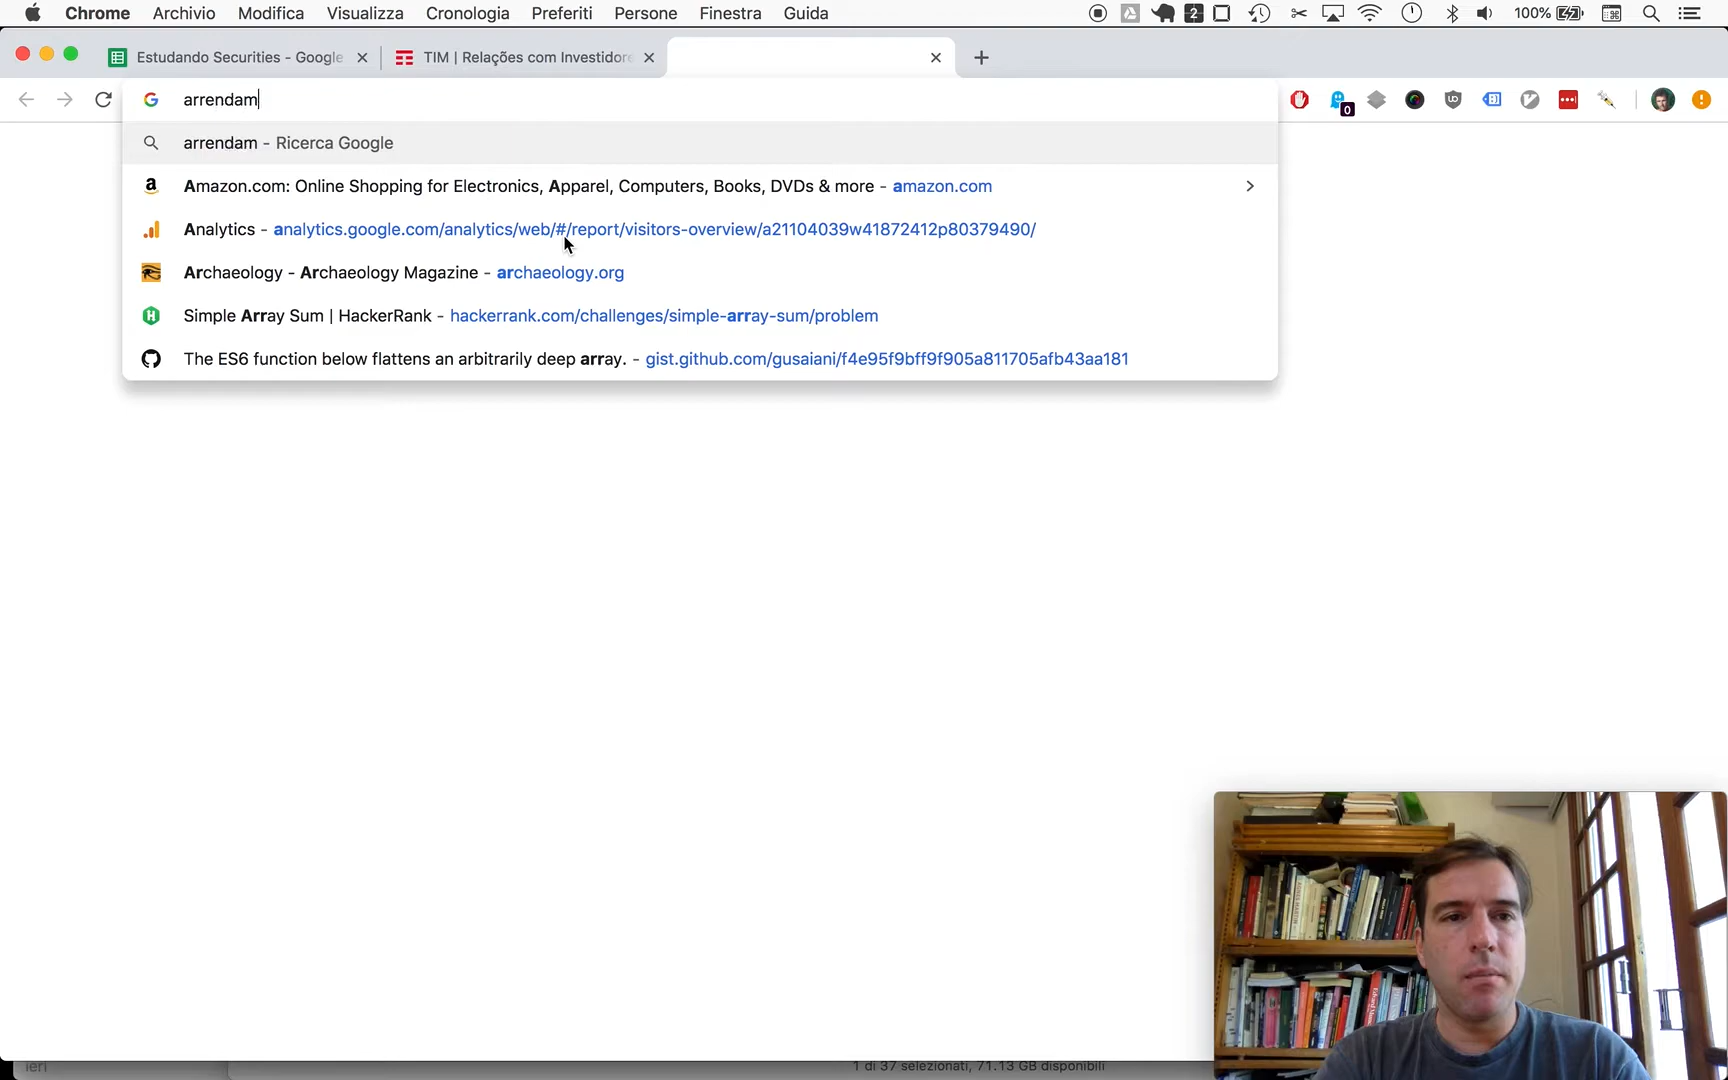 Chrome Archivio Modifica Visualizza Cronologia Preferiti Persone Finestra Guida 2 100%
Estudando Securities - Google
TIM | Relações com Investidore
arrendam
0
arrendam - Ricerca Google
a Amazon.com: Online Shopping for Electronics, Apparel, Computers, Books, DVDs & more - amazon.com
Analytics - analytics.google.com/analytics/web/#/report/visitors-overview/a21104039w41872412p80379490/
Archaeology - Archaeology Magazine - archaeology.org
Simple Array Sum | HackerRank - hackerrank.com/challenges/simple-array-sum/problem
The ES6 function below flattens an arbitrarily deep array. - gist.github.com/gusaiani/f4e95f9bff9f905a811705afb43aa181
ieri
1 di 37 selezionati, 71.13 GB disponibili